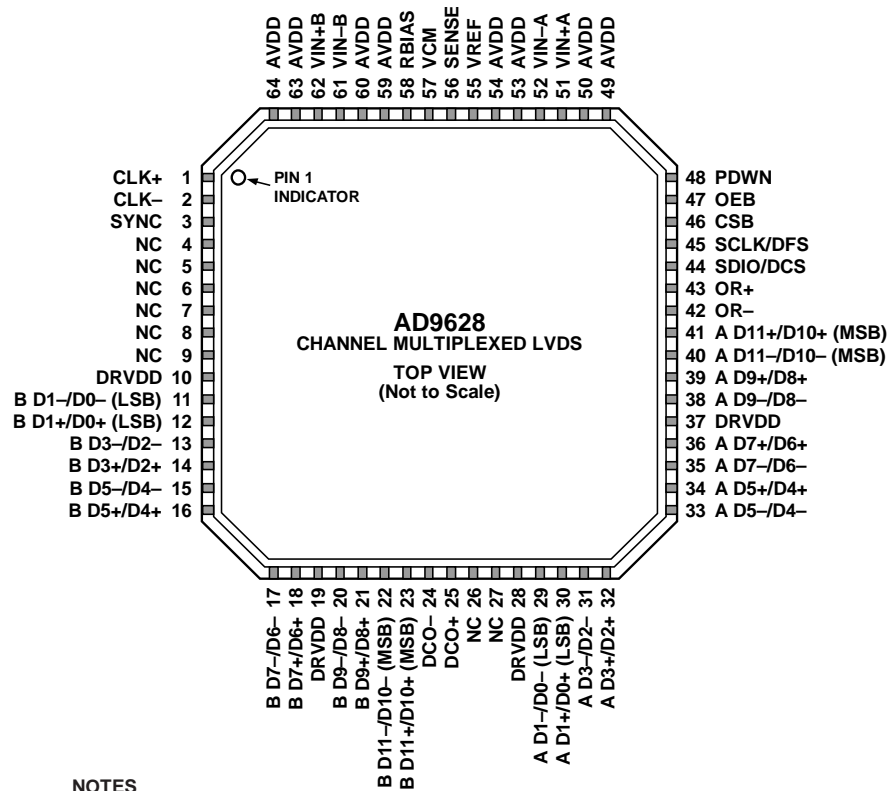 64 AVDD
63 AVDD
62 VIN+B
61 VIN–B
60 AVDD
59 AVDD
58 RBIAS
57 VCM
56 SENSE
55 VREF
54 AVDD
53 AVDD
52 VIN–A
51 VIN+A
50 AVDD
49 AVDD
CLK+ 1
CLK– 2
SYNC 3
NC 4
NC 5
NC 6
NC 7
NC 8
NC 9
DRVDD 10
B D1–/D0– (LSB) 11
B D1+/D0+ (LSB) 12
B D3–/D2– 13
B D3+/D2+ 14
B D5–/D4– 15
B D5+/D4+ 16
PIN 1
INDICATOR
AD9628
CHANNEL MULTIPLEXED LVDS
TOP VIEW
(Not to Scale)
48 PDWN
47 OEB
46 CSB
45 SCLK/DFS
44 SDIO/DCS
43 OR+
42 OR–
41 A D11+/D10+ (MSB)
40 A D11–/D10– (MSB)
39 A D9+/D8+
38 A D9–/D8–
37 DRVDD
36 A D7+/D6+
35 A D7–/D6–
34 A D5+/D4+
33 A D5–/D4–
B D7–/D6– 17
B D7+/D6+ 18
DRVDD 19
B D9–/D8– 20
B D9+/D8+ 21
B D11–/D10– (MSB) 22
B D11+/D10+ (MSB) 23
DCO– 24
DCO+ 25
NC 26
NC 27
DRVDD 28
A D1–/D0– (LSB) 29
A D1+/D0+ (LSB) 30
A D3–/D2– 31
A D3+/D2+ 32
NOTES